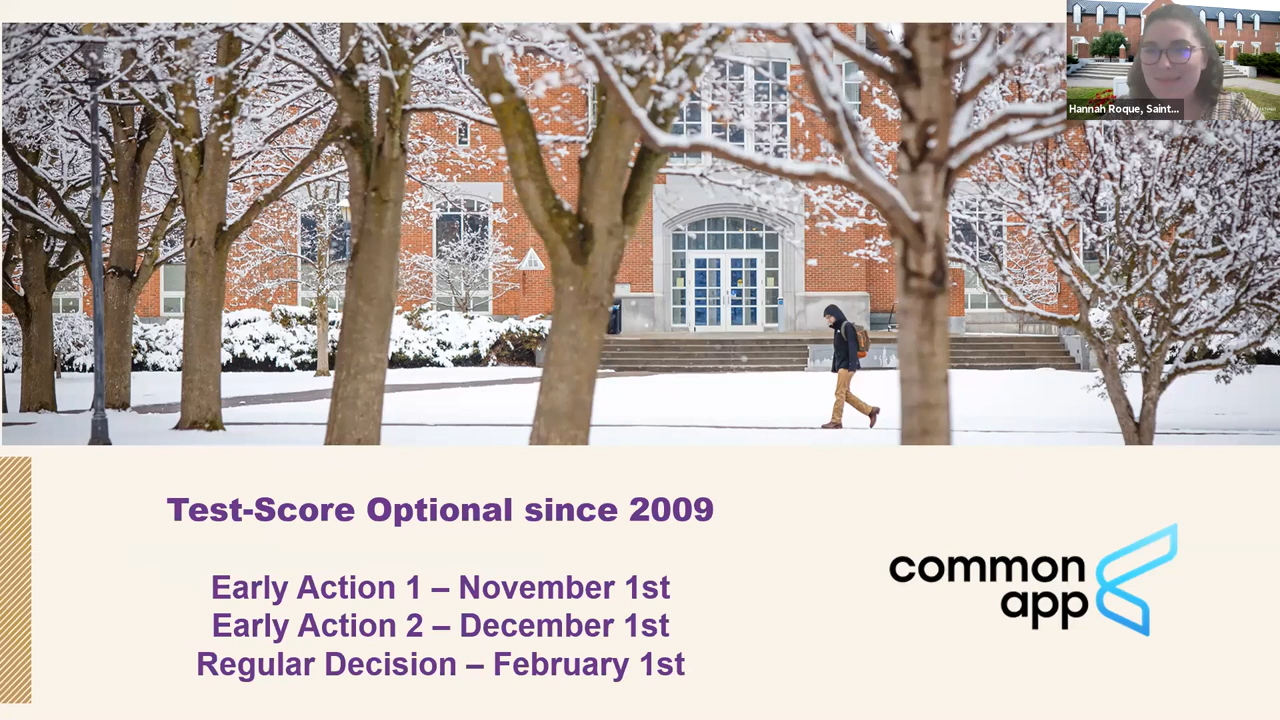 Hannah Roque, Saint...
Test-Score Optional since 2009
Early Action 1 – November 1st
Early Action 2 – December 1st
Regular Decision – February 1st
common
app